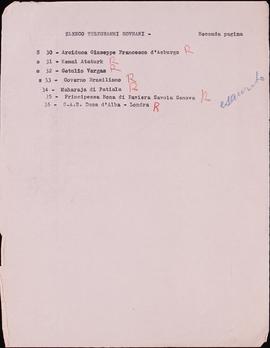 ELENCO TELEGRAMMI SOVRANI - Seconda pagina
S 30 - Arciduca Giuseppe Francesco d'Asburgo R
s 31 - Kemal Ataturk R
s 32 - Getulio Vargas R
s 33 - Governo Brasiliano R
34 - Maharaja di Patiala R
35 - Principessa Bona di Baviera Savoia Genova R
36 - S.A.R. Duca d'Alba - Londra R
esaurito